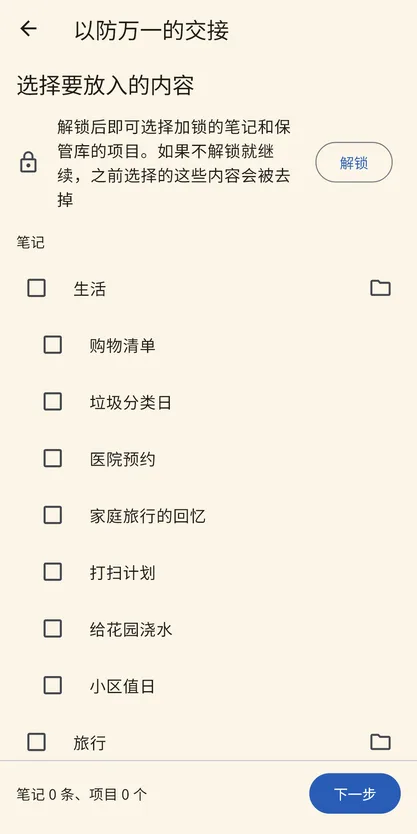 以防万一的交接
选择要放入的内容
解锁后即可选择加锁的笔记和保
管库的项目。如果不解锁就继
续，之前选择的这些内容会被去
掉
解锁
笔记
生活
购物清单
垃圾分类日
医院预约
家庭旅行的回忆
打扫计划
给花园浇水
小区值日
旅行
笔记 0 条、项目 0 个
下一步